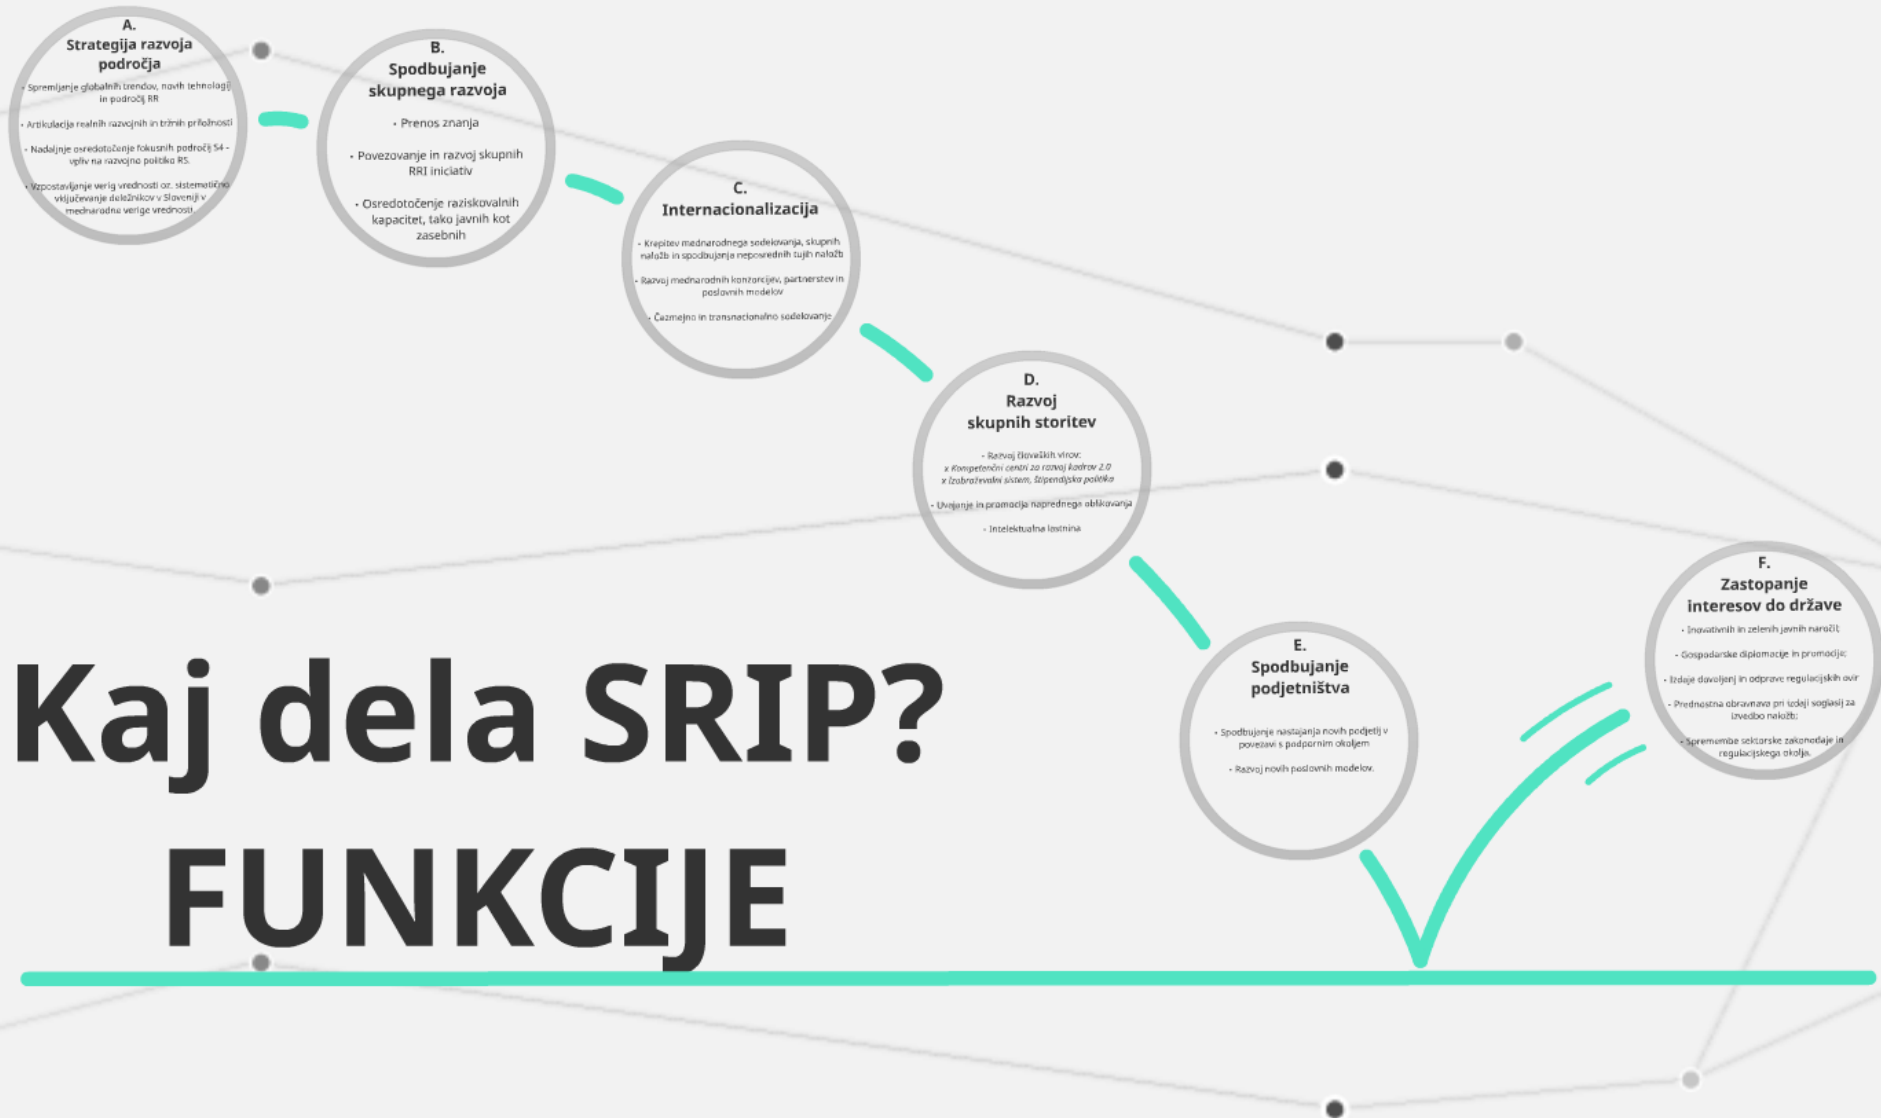 A.
Strategija razvoja
področja
- Spremljanje globalnih trendov, novih tehnologij
in področij RR
- Artikulacija realnih razvojnih in tržnih priložnosti
- Nadaljnje osredotočenje fokusnih področij S4 -
vpliv na razvojno politiko RS.
- Vzpostavljanje verig vrednosti oz. sistematično
vključevanje deležnikov v Sloveniji v
mednarodne verige vrednosti.
B.
Spodbujanje
skupnega razvoja
- Prenos znanja
- Povezovanje in razvoj skupnih
RRI iniciativ
- Osredotočenje raziskovalnih
kapacitet, tako javnih kot
zasebnih
C.
Internacionalizacija
- Krepitev mednarodnega sodelovanja, skupnih
naložb in spodbujanja neposrednih tujih naložb
- Razvoj mednarodnih konzorcijev, partnerstev in
poslovnih modelov
- Čezmejno in transnacionalno sodelovanje
D.
Razvoj
skupnih storitev
- Razvoj človeških virov:
x Kompetenčni centri za razvoj kadrov 2.0
x Izobraževalni sistem, štipendijska politika
- Uvajanje in promocija naprednega oblikovanja
- Intelektualna lastnina
E.
Spodbujanje
podjetništva
- Spodbujanje nastajanja novih podjetij v
povezavi s podpornim okoljem
- Razvoj novih poslovnih modelov.
F.
Zastopanje
interesov do države
- Inovativnih in zelenih javnih naročil;
- Gospodarske diplomacije in promocije;
- Izdaje dovoljenj in odprave regulacijskih ovir
- Prednostna obravnava pri izdaji soglasij za
izvedbo naložb;
- Spremembe sektorske zakonodaje in
regulacijskega okolja.
Kaj dela SRIP?
FUNKCIJE